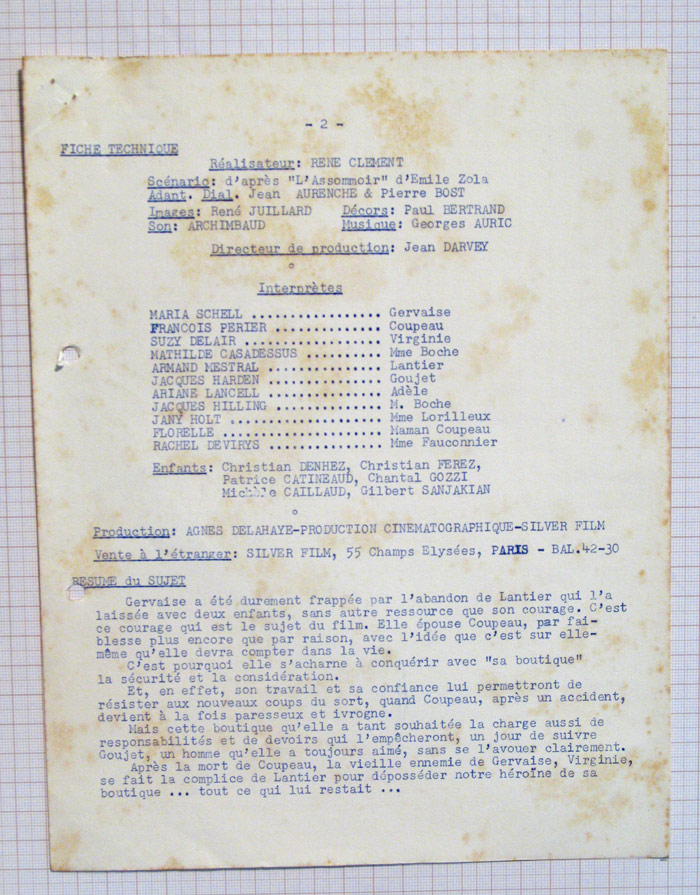 - 2 -
FICHE TECHNIQUE
Réalisateur: RENE CLEMENT
Scénario: d'après "L'Assommoir" d'Emile Zola
Adant. Dial. Jean AURENCHE & Pierre BOST
Images: René JUILLARD Décors: Paul BERTRAND
Son: ARCHIMBAUD Musique: Georges AURIC
Directeur de production: Jean DARVEY
o
Interprètes
MARIA SCHELL ................. Gervaise
FRANCOIS PERIER .............. Coupeau
SUZY DELAIR .................. Virginie
MATHILDE CASADESSUS .......... Mme Boche
ARMAND MESTRAL ............... Lantier
JACQUES HARDEN ............... Goujet
ARIANE LANCELL ............... Adèle
JACQUES HILLING .............. M. Boche
JANY HOLT .................... Mme Lorilleux
FLORELLE ..................... Maman Coupeau
RACHEL DEVIRYS ............... Mme Fauconnier
Enfants: Christian DENHEZ, Christian FEREZ,
Patrice CATINEAUD, Chantal GOZZI
Michèle CAILLAUD, Gilbert SANJAKIAN
o
Production: AGNES DELAHAYE-PRODUCTION CINEMATOGRAPHIQUE-SILVER FILM
Vente à l'étranger: SILVER FILM, 55 Champs Elysées, PARIS - BAL.42-30
RESUME du SUJET
Gervaise a été durement frappée par l'abandon de Lantier qui l'a
laissée avec deux enfants, sans autre ressource que son courage. C'est
ce courage qui est le sujet du film. Elle épouse Coupeau, par fai-
blesse plus encore que par raison, avec l'idée que c'est sur elle-
même qu'elle devra compter dans la vie.
C'est pourquoi elle s'acharne à conquérir avec "sa boutique"
la sécurité et la considération.
Et, en effet, son travail et sa confiance lui permettront de
résister aux nouveaux coups du sort, quand Coupeau, après un accident,
devient à la fois paresseux et ivrogne.
Mais cette boutique qu'elle a tant souhaitée la charge aussi de
responsabilités et de devoirs qui l'empêcheront, un jour de suivre
Goujet, un homme qu'elle a toujours aimé, sans se l'avouer clairement.
Après la mort de Coupeau, la vieille ennemie de Gervaise, Virginie,
se fait la complice de Lantier pour déposséder notre héroïne de sa
boutique ... tout ce qui lui restait ...